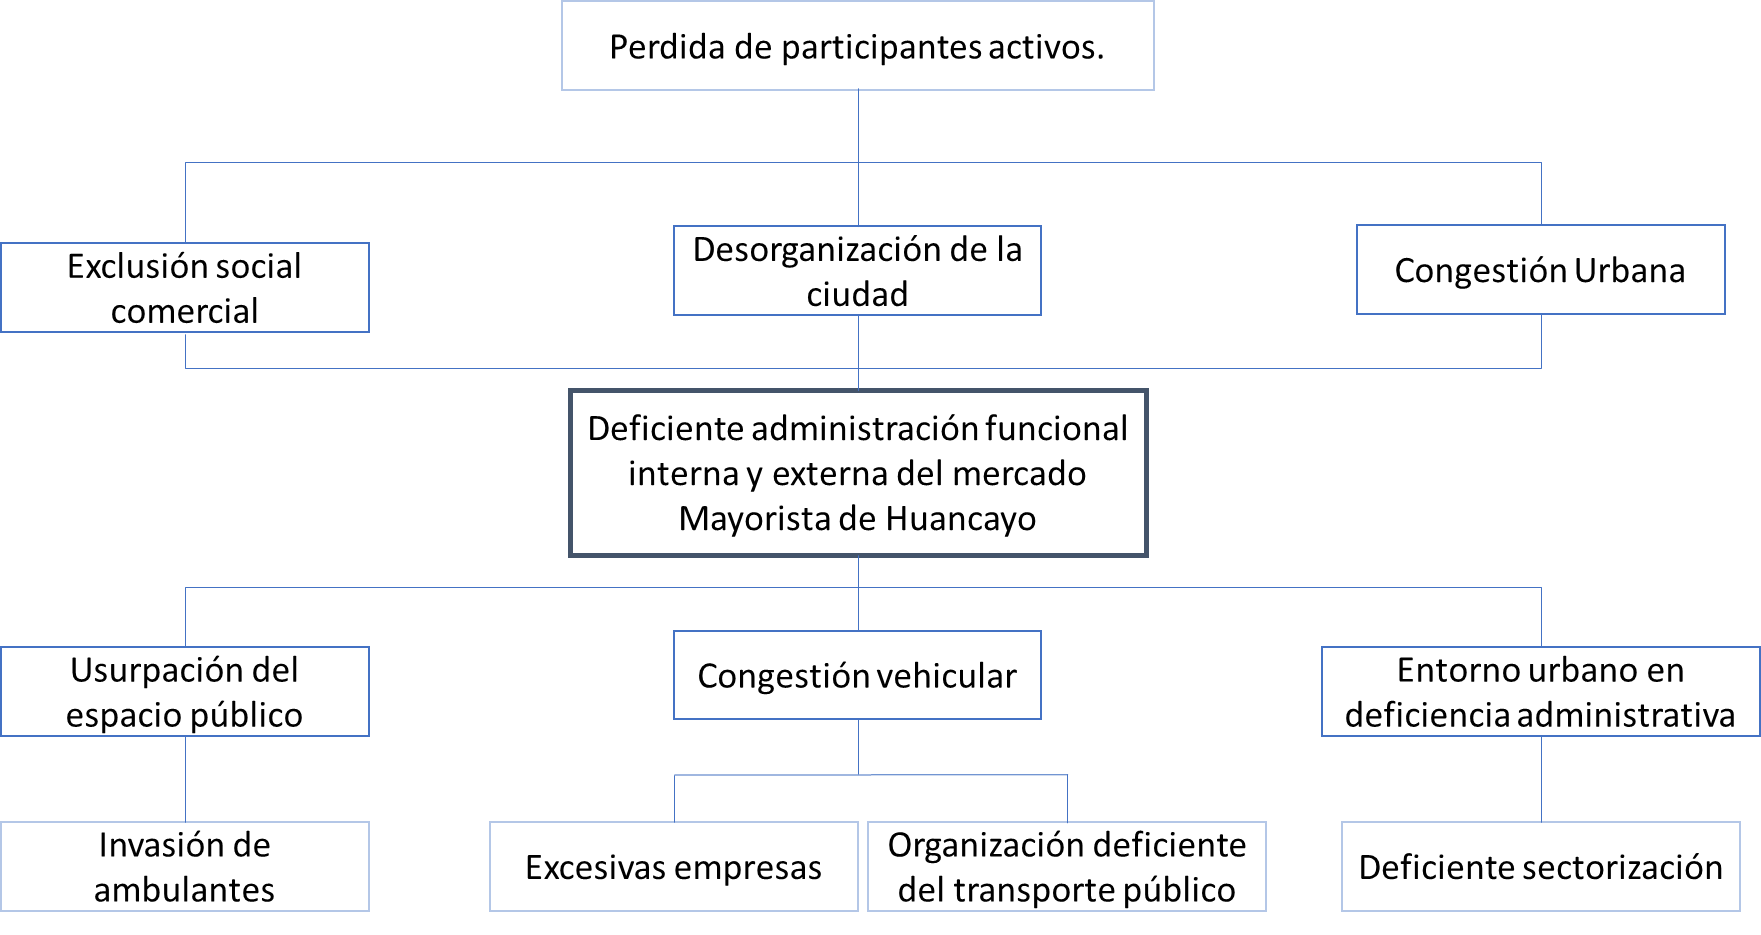 Perdida de participantes activos.
Exclusión social
comercial
Desorganización de la
ciudad
Congestión Urbana
Deficiente administración funcional
interna y externa del mercado
Mayorista de Huancayo
Usurpación del
espacio público
Congestión vehicular
Entorno urbano en
deficiencia administrativa
Invasión de
ambulantes
Excesivas empresas
Organización deficiente
del transporte público
Deficiente sectorización